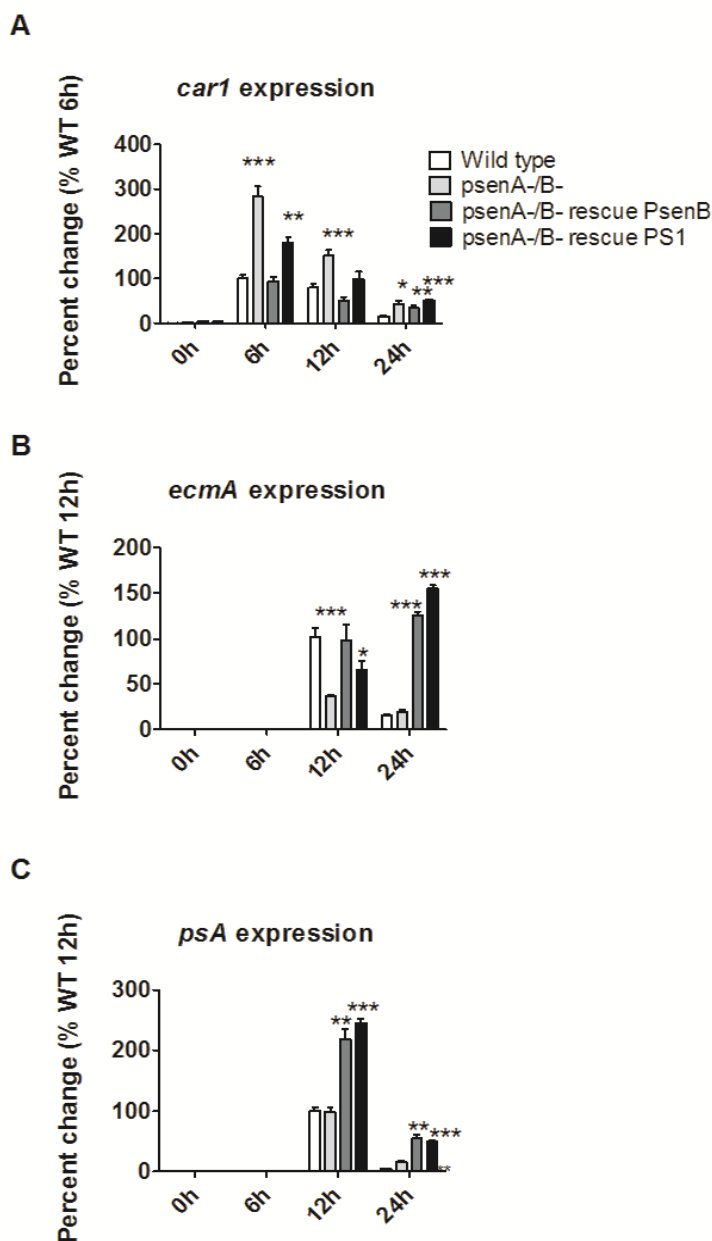 A
car1 expression
Percent change (% WT 6h)
400
300
200
100
0
***
**
***
*
**
***
0h
6h
12h
24h
Wild type
psenA-/B-
psenA-/B- rescue PsenB
psenA-/B- rescue PS1
B
ecmA expression
Percent change (% WT 12h)
200
150
100
50
0
***
*
***
***
0h
6h
12h
24h
C
psA expression
Percent change (% WT 12h)
300
200
100
0
**
***
**
***
**
0h
6h
12h
24h